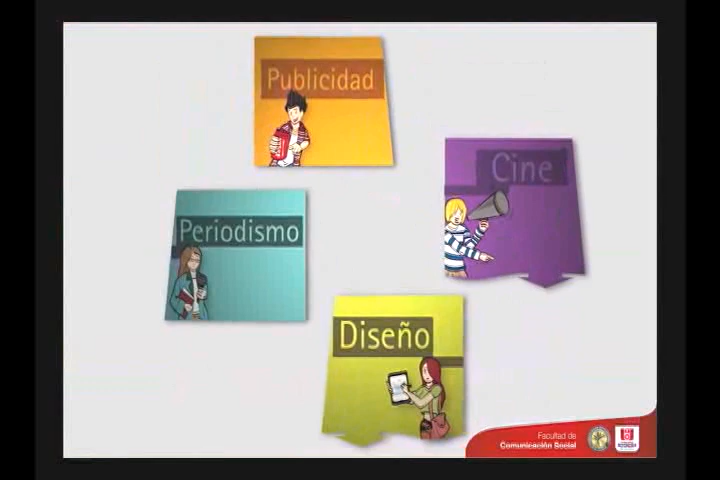 Publicidad
Cine
Periodismo
Diseño
Facultad de
Comunicación Social